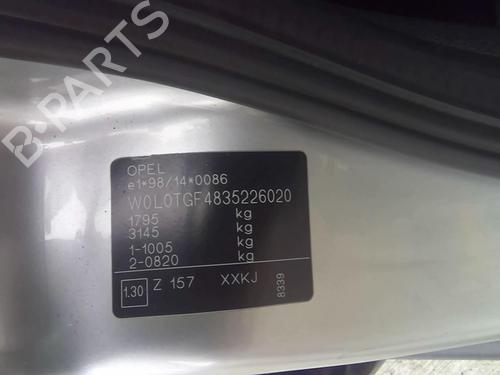 B-PARTS
OPEL
e1*98/14*0086
W0L0TGF4835226020
1795 kg
3145 kg
1-1005 kg
2-0820 kg
1.30 Z 157 XXKJ 8339